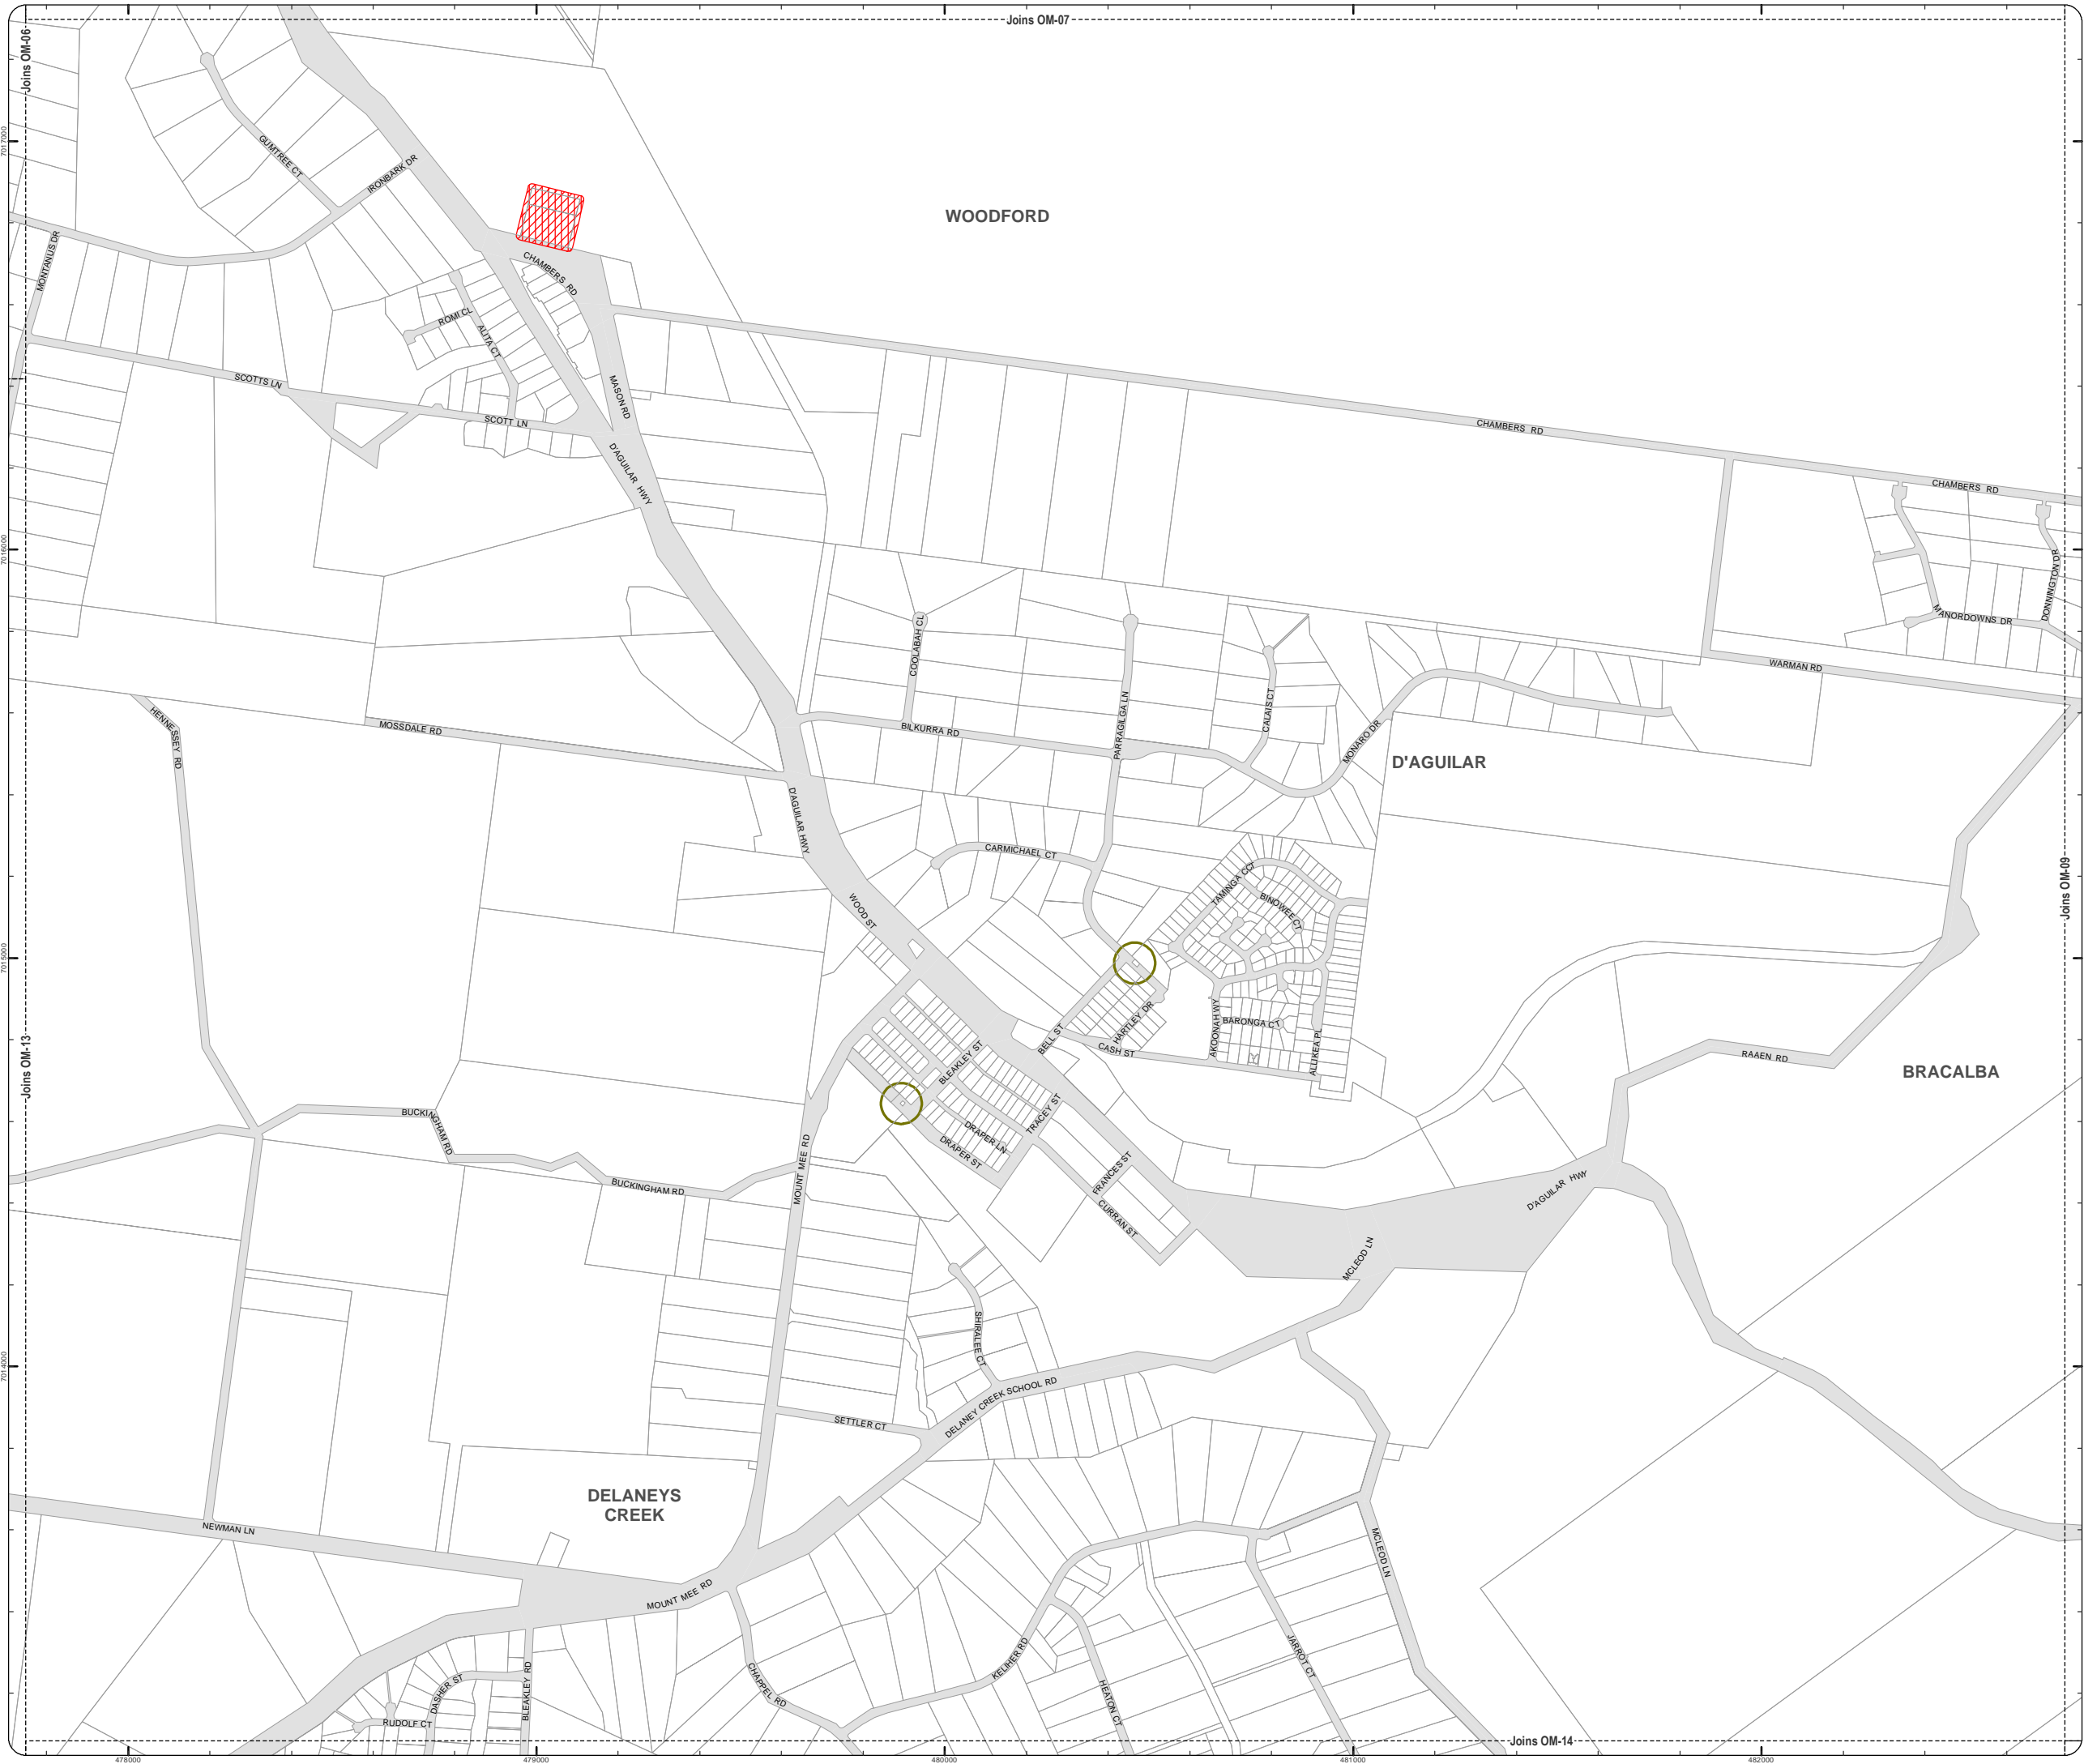 Joins OM-07
Joins OM-06
7017000
GUMTREE CT
IRONBARK DR
WOODFORD
MONTANUS DR
CHAMBERS RD
ROMI CL
ALITA CT
SCOTTS LN
MASON RD
SCOTT LN
CHAMBERS RD
D'AGUILAR HWY
CHAMBERS RD
7016000
DONNINGTON DR
MANORDOWNS DR
COOLABAH CL
WARMAN RD
HENNESSEY RD
MOSSDALE RD
BILKURRA RD
PARRAGILGA LN
CALAIS CT
MONARO DR
D'AGUILAR
D'AGUILAR HWY
CARMICHAEL CT
TAMINGA CCT
BINOWEE CT
Joins OM-09
WOOD ST
7015000
HARTLEY DR
BARONGA CT
AKOONAH WY
BELL ST
CASH ST
ALLIKEA PL
BLEAKLEY ST
RAAEN RD
BRACALBA
Joins OM-13
BUCKINGHAM RD
TRACEY ST
DRAPER LN
DRAPER ST
MOUNT MEE RD
BUCKINGHAM RD
FRANCES ST
CURRAN ST
D'AGUILAR HWY
MCLEOD LN
SHIRALEE CT
7014000
DELANEY CREEK SCHOOL RD
SETTLER CT
DELANEYS
CREEK
NEWMAN LN
MCLEOD LN
MOUNT MEE RD
KELIHER RD
JARROT CT
CHAPPEL RD
HEATON CT
DASHER ST
BLEAKLEY RD
RUDOLF CT
Joins OM-14
478000
479000
480000
481000
482000